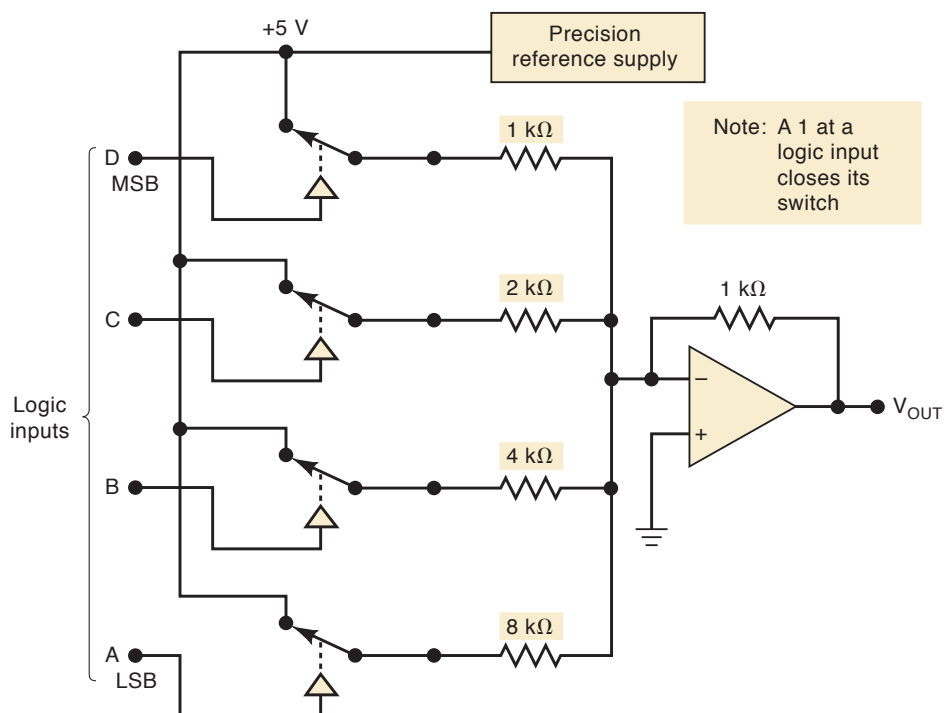 +5 V
Precision
reference supply
1 kΩ
Note: A 1 at a
logic input
closes its
switch
D
MSB
2 kΩ
1 kΩ
C
−
Logic
inputs
VOUT
+
4 kΩ
B
8 kΩ
A
LSB